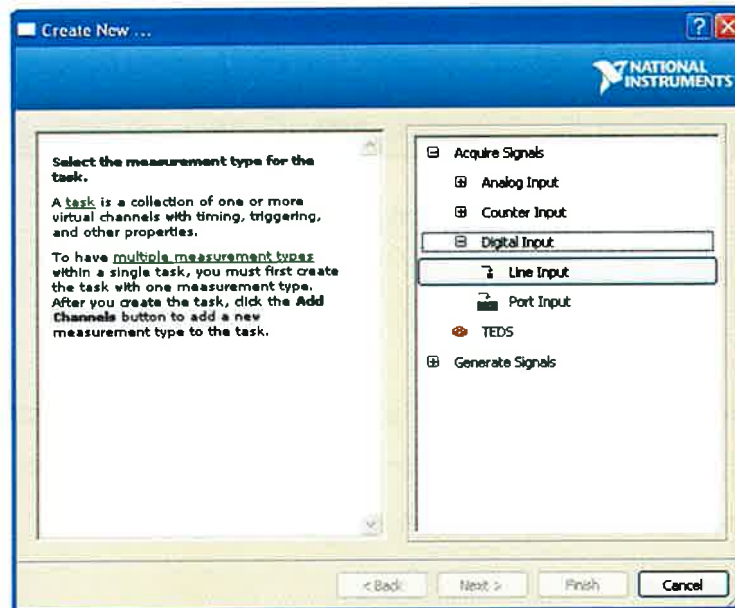 Create New ...
NATIONAL
INSTRUMENTS
Select the measurement type for the
task.
A task is a collection of one or more
virtual channels with timing, triggering,
and other properties.
To have multiple measurement types
within a single task, you must first create
the task with one measurement type.
After you create the task, click the Add
Channels button to add a new
measurement type to the task.
Acquire Signals
Analog Input
Counter Input
Digital Input
Line Input
Port Input
TEDS
Generate Signals
< Back
Next >
Finish
Cancel